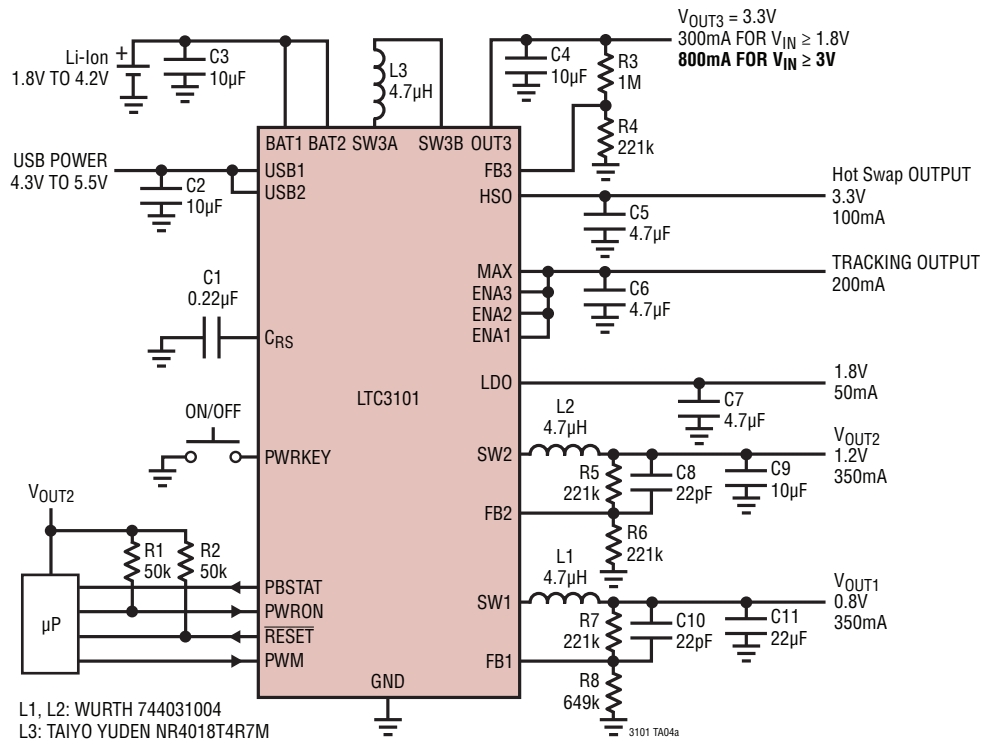 Li-Ion
1.8V TO 4.2V
+
C3
10µF
L3
4.7µH
C4
10µF
R3
1M
R4
221k
VOUT3 = 3.3V
300mA FOR VIN ≥ 1.8V
800mA FOR VIN ≥ 3V
BAT1 BAT2 SW3A SW3B OUT3
USB POWER
4.3V TO 5.5V
C2
10µF
USB1
USB2
FB3
HSO
C5
4.7µF
Hot Swap OUTPUT
3.3V
100mA
MAX
ENA3
ENA2
ENA1
C6
4.7µF
TRACKING OUTPUT
200mA
C1
0.22µF
CRS
LTC3101
LDO
C7
4.7µF
1.8V
50mA
ON/OFF
PWRKEY
SW2
L2
4.7µH
R5
221k
C8
22pF
C9
10µF
VOUT2
1.2V
350mA
FB2
R6
221k
VOUT2
R1
50k
R2
50k
µP
PBSTAT
PWRON
RESET
PWM
SW1
L1
4.7µH
R7
221k
C10
22pF
C11
22µF
VOUT1
0.8V
350mA
FB1
R8
649k
GND
3101 TA04a
L1, L2: WURTH 744031004
L3: TAIYO YUDEN NR4018T4R7M